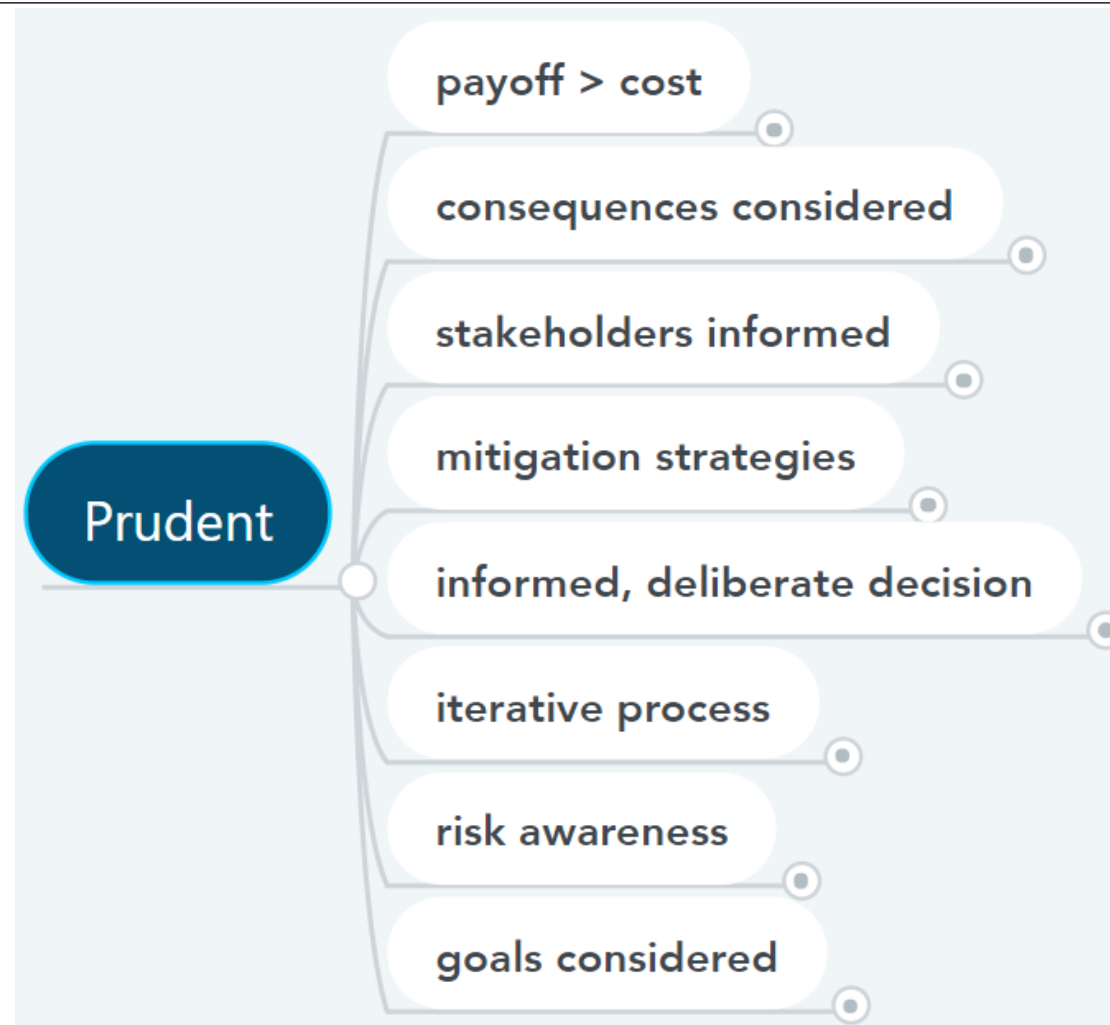 payoff > cost
consequences considered
stakeholders informed
mitigation strategies
Prudent
informed, deliberate decision
iterative process
risk awareness
goals considered